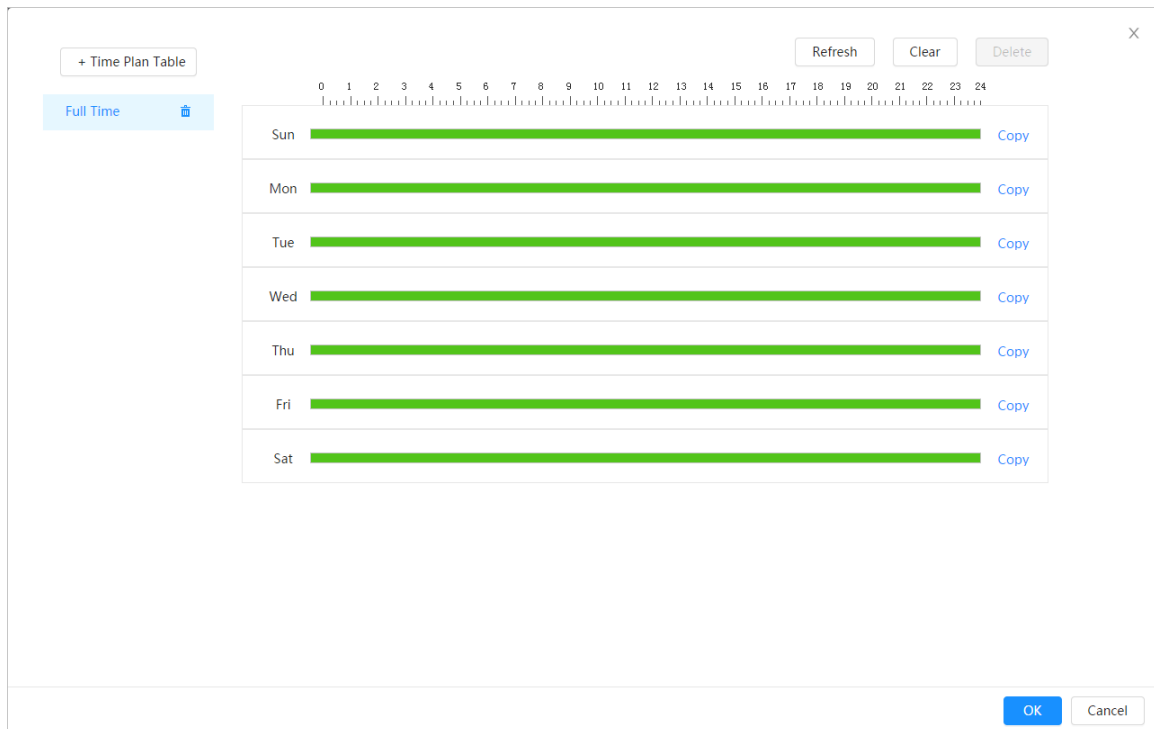 + Time Plan Table
Refresh Clear Delete
Full Time
0 1 2 3 4 5 6 7 8 9 10 11 12 13 14 15 16 17 18 19 20 21 22 23 24
Sun Copy
Mon Copy
Tue Copy
Wed Copy
Thu Copy
Fri Copy
Sat Copy
OK Cancel